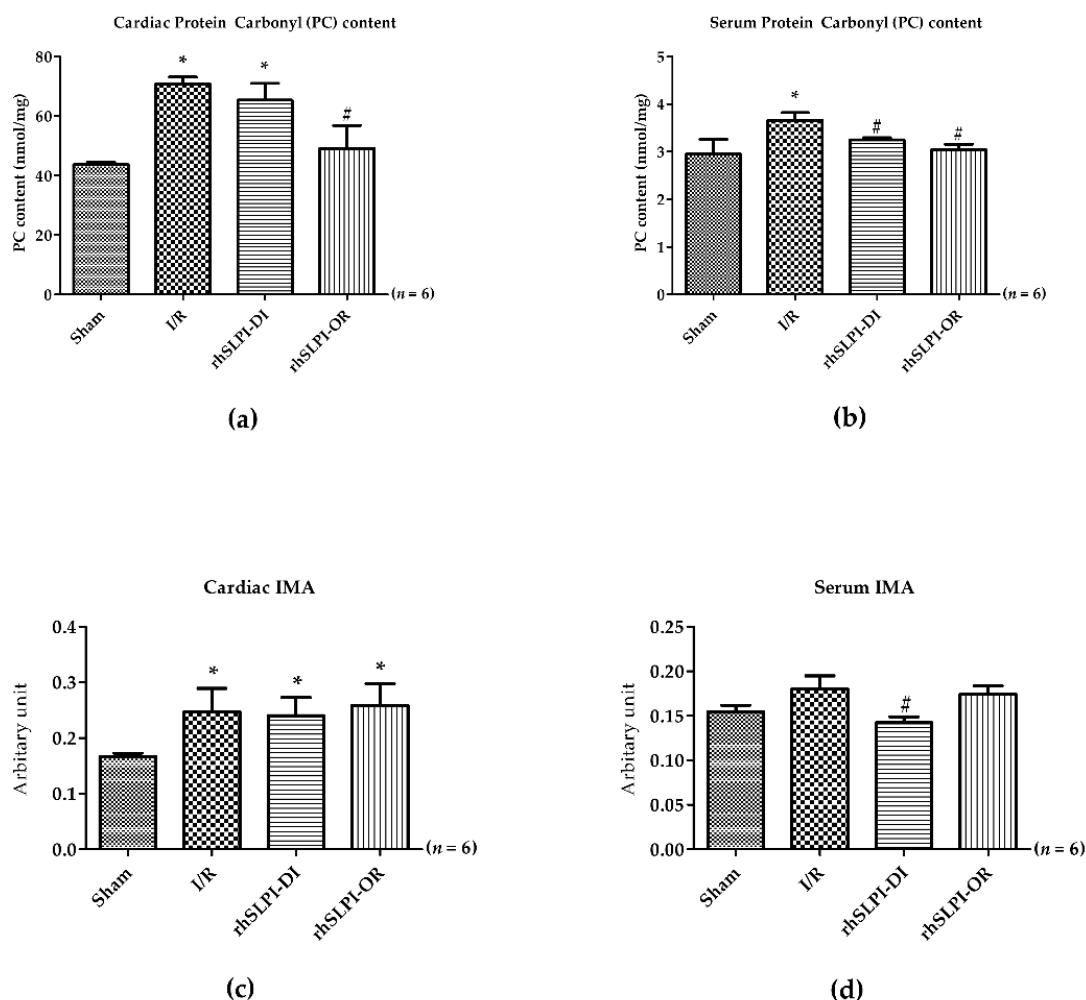 Cardiac Protein Carbonyl (PC) content
PC content (nmol/mg)
80
60
40
20
0
*
*
#
Sham
I/R
rhSLPI-DI
rhSLPI-OR
(n = 6)
(a)
Serum Protein Carbonyl (PC) content
PC content (nmol/mg)
5
4
3
2
1
0
*
#
#
Sham
I/R
rhSLPI-DI
rhSLPI-OR
(n = 6)
(b)
Cardiac IMA
Arbitary unit
0.4
0.3
0.2
0.1
0.0
*
*
*
Sham
I/R
rhSLPI-DI
rhSLPI-OR
(n = 6)
(c)
Serum IMA
Arbitary unit
0.25
0.20
0.15
0.10
0.05
0.00
#
Sham
I/R
rhSLPI-DI
rhSLPI-OR
(n = 6)
(d)